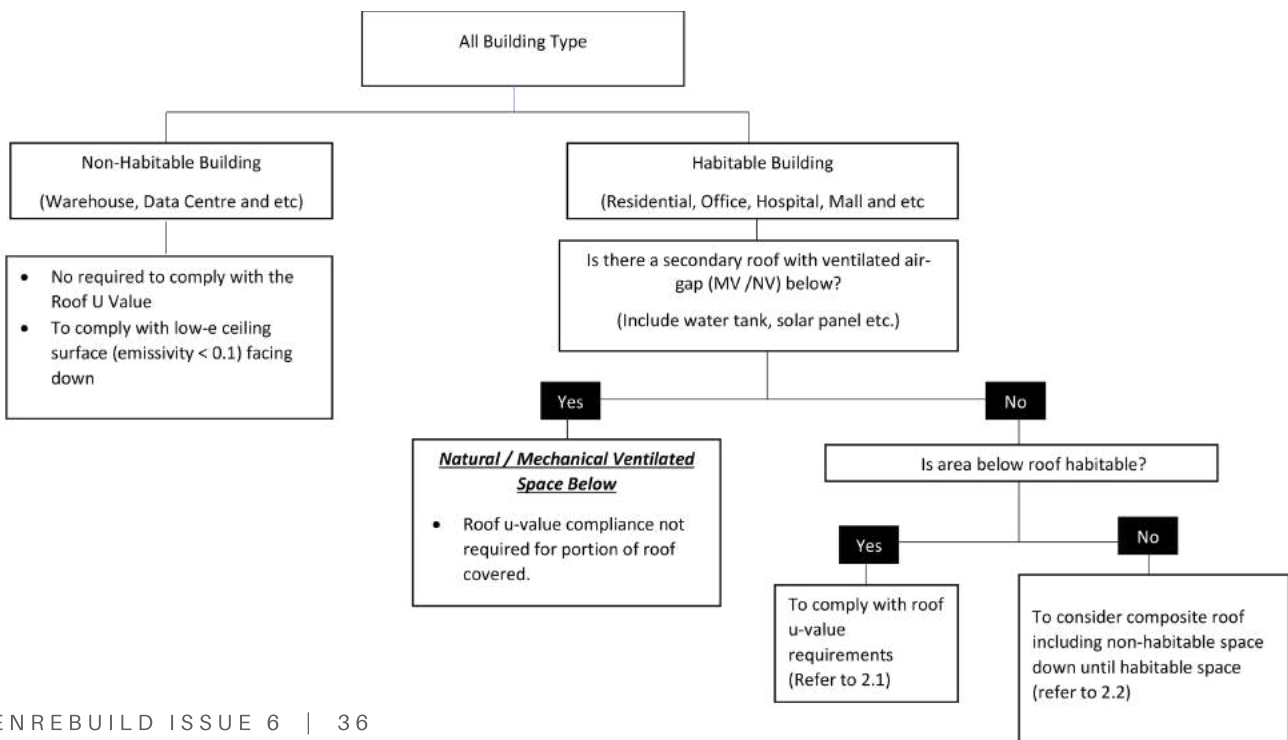 All Building Type
Non-Habitable Building
(Warehouse, Data Centre and etc)
Habitable Building
(Residential, Office, Hospital, Mall and etc
• No required to comply with the
Roof U Value
• To comply with low-e ceiling
surface (emissivity < 0.1) facing
down
Is there a secondary roof with ventilated air-
gap (MV /NV) below?
(Include water tank, solar panel etc.)
Yes
No
Natural / Mechanical Ventilated
Space Below
• Roof u-value compliance not
required for portion of roof
covered.
Is area below roof habitable?
Yes
No
To comply with roof
u-value
requirements
(Refer to 2.1)
To consider composite roof
including non-habitable space
down until habitable space
(refer to 2.2)
ENREBUILD ISSUE 6 | 36